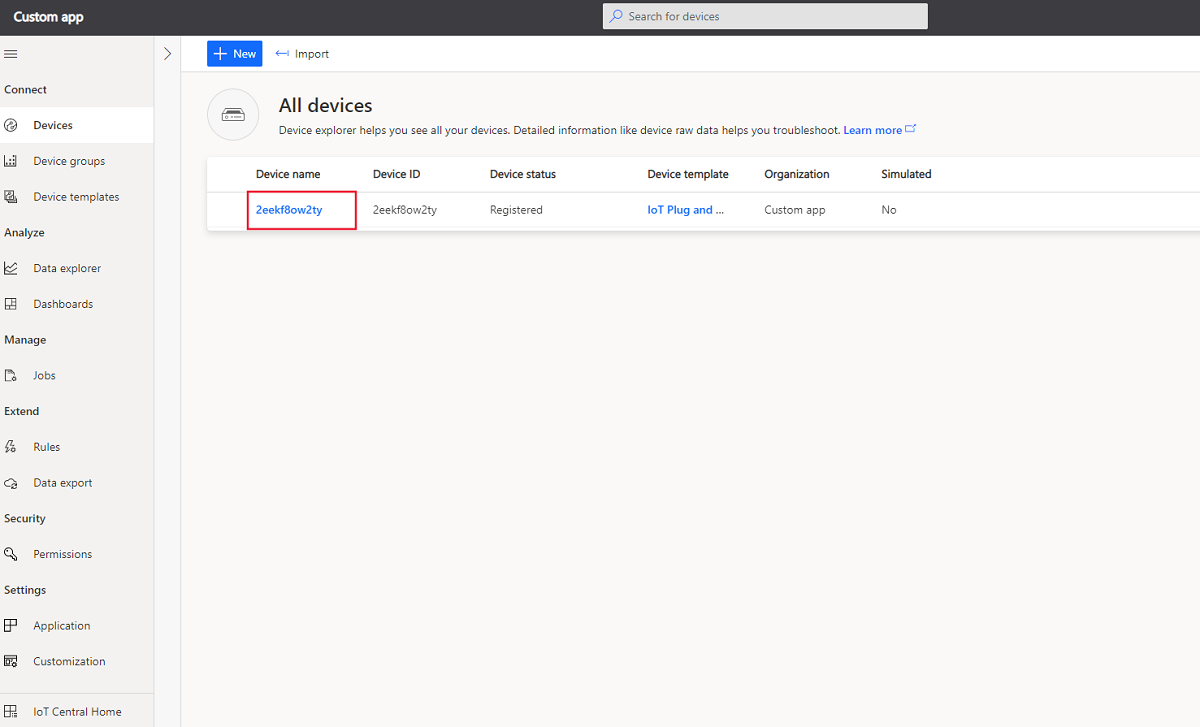 Custom app
Search for devices
New
Import
Connect
Devices
Device groups
Device templates
Analyze
Data explorer
Dashboards
Manage
Jobs
Extend
Rules
Data export
Security
Permissions
Settings
Application
Customization
IoT Central Home
All devices
Device explorer helps you see all your devices. Detailed information like device raw data helps you troubleshoot. Learn more
Device name Device ID Device status Device template Organization Simulated
2eekf8ow2ty 2eekf8ow2ty Registered IoT Plug and ... Custom app No